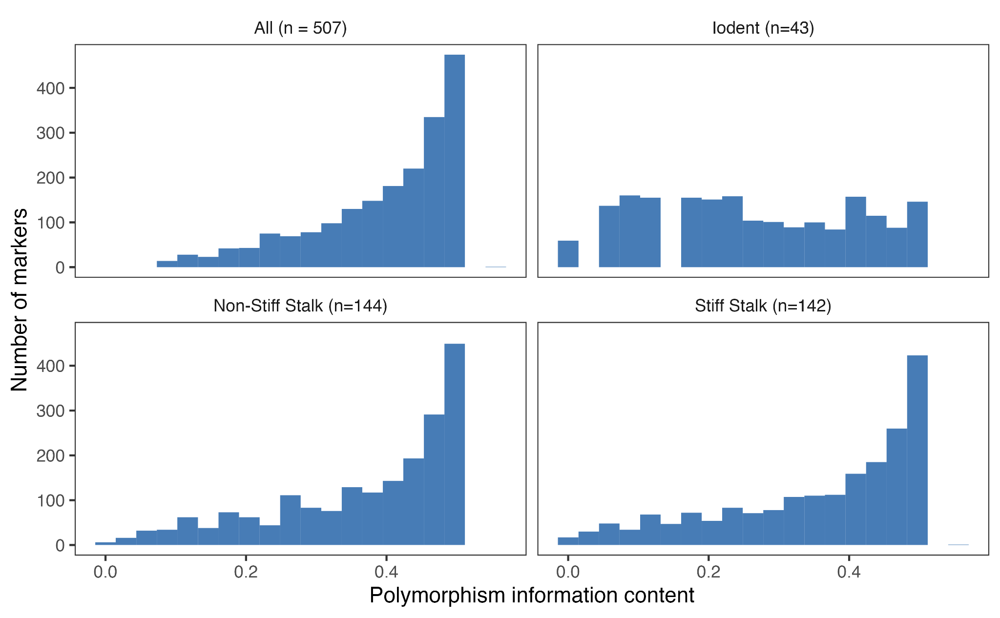 All (n = 507)
Iodent (n=43)
400
300
200
100
0
Non-Stiff Stalk (n=144)
Stiff Stalk (n=142)
400
300
200
100
0
0.0 0.2 0.4
0.0 0.2 0.4
Number of markers
Polymorphism information content